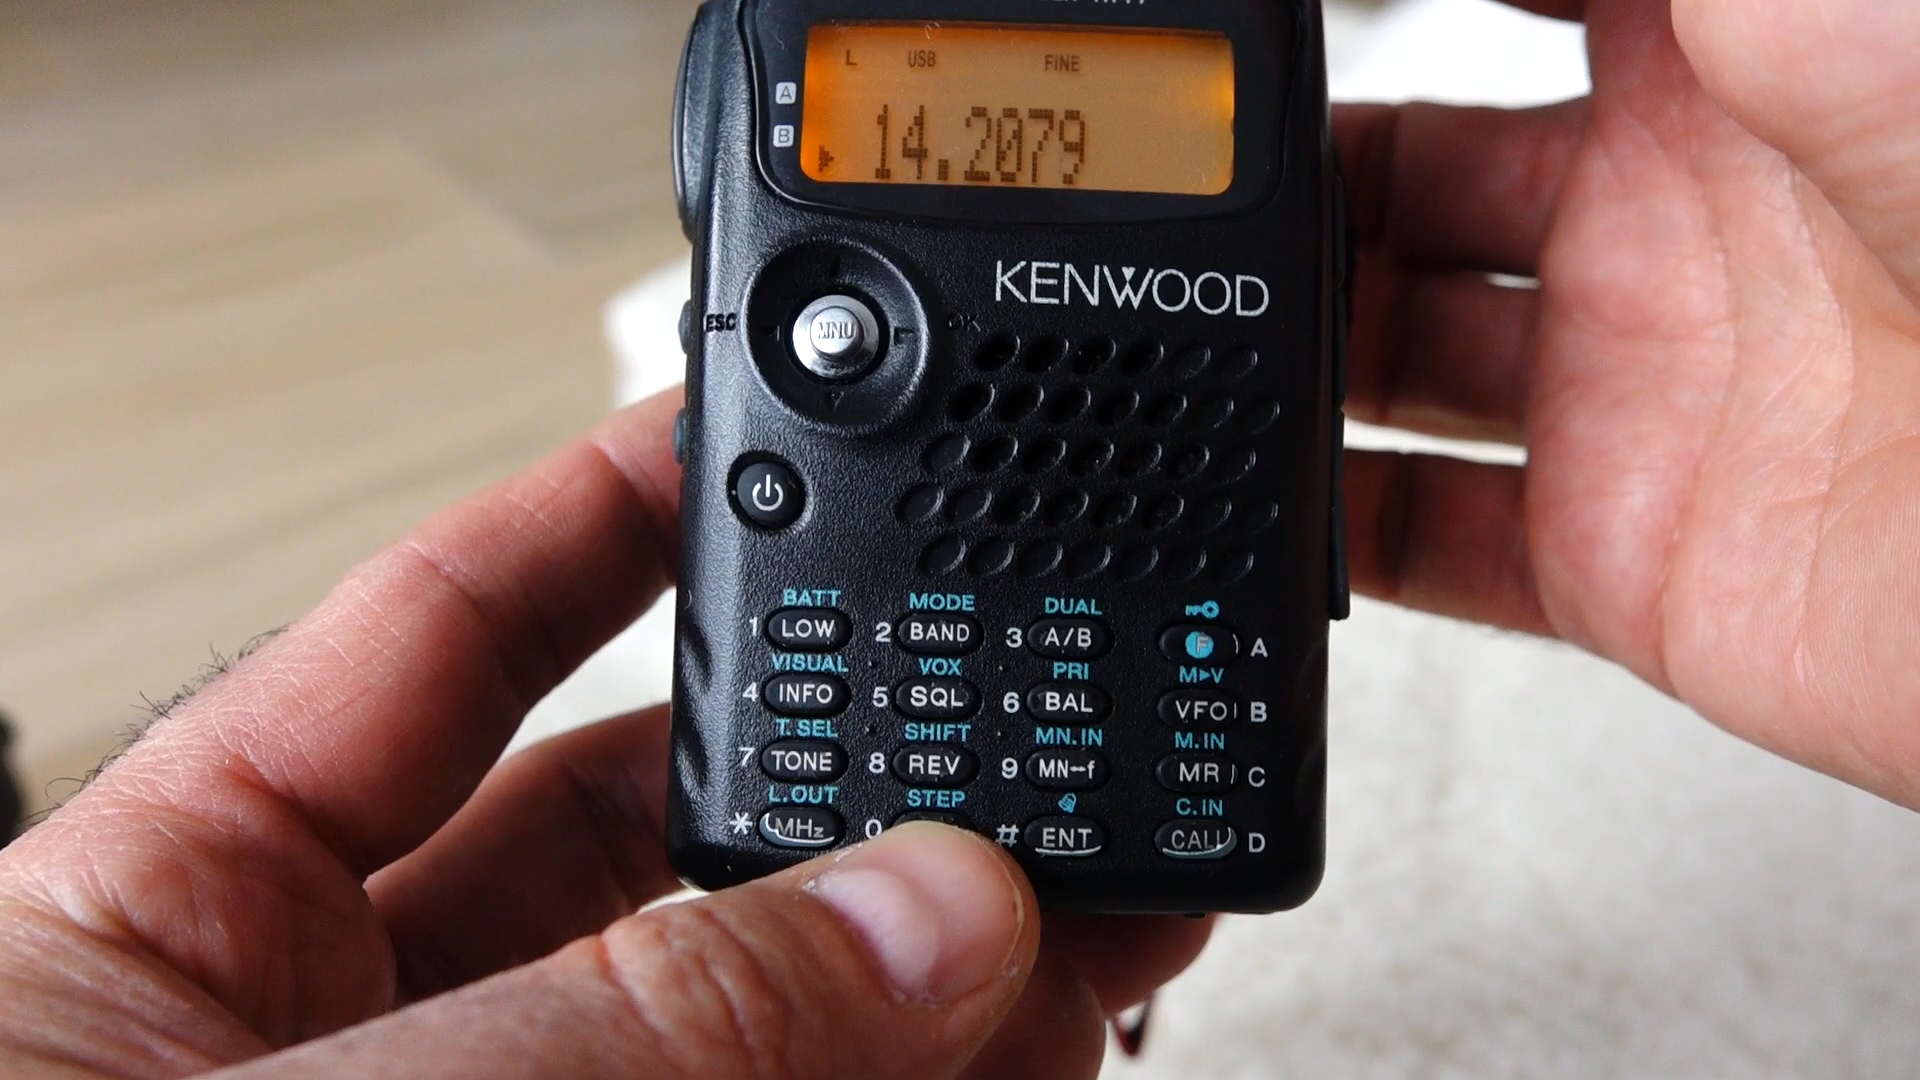 L USB FINE
A
B
14.2079
KENWOOD
ESC MNU OK
BATT MODE DUAL
1 LOW 2 BAND 3 A/B F A
VISUAL VOX PRI M▶V
4 INFO 5 SQL 6 BAL VFO B
T.SEL SHIFT MN.IN M.IN
7 TONE 8 REV 9 MN↔f MR C
L.OUT STEP C.IN
* MHz 0 # ENT CALL D